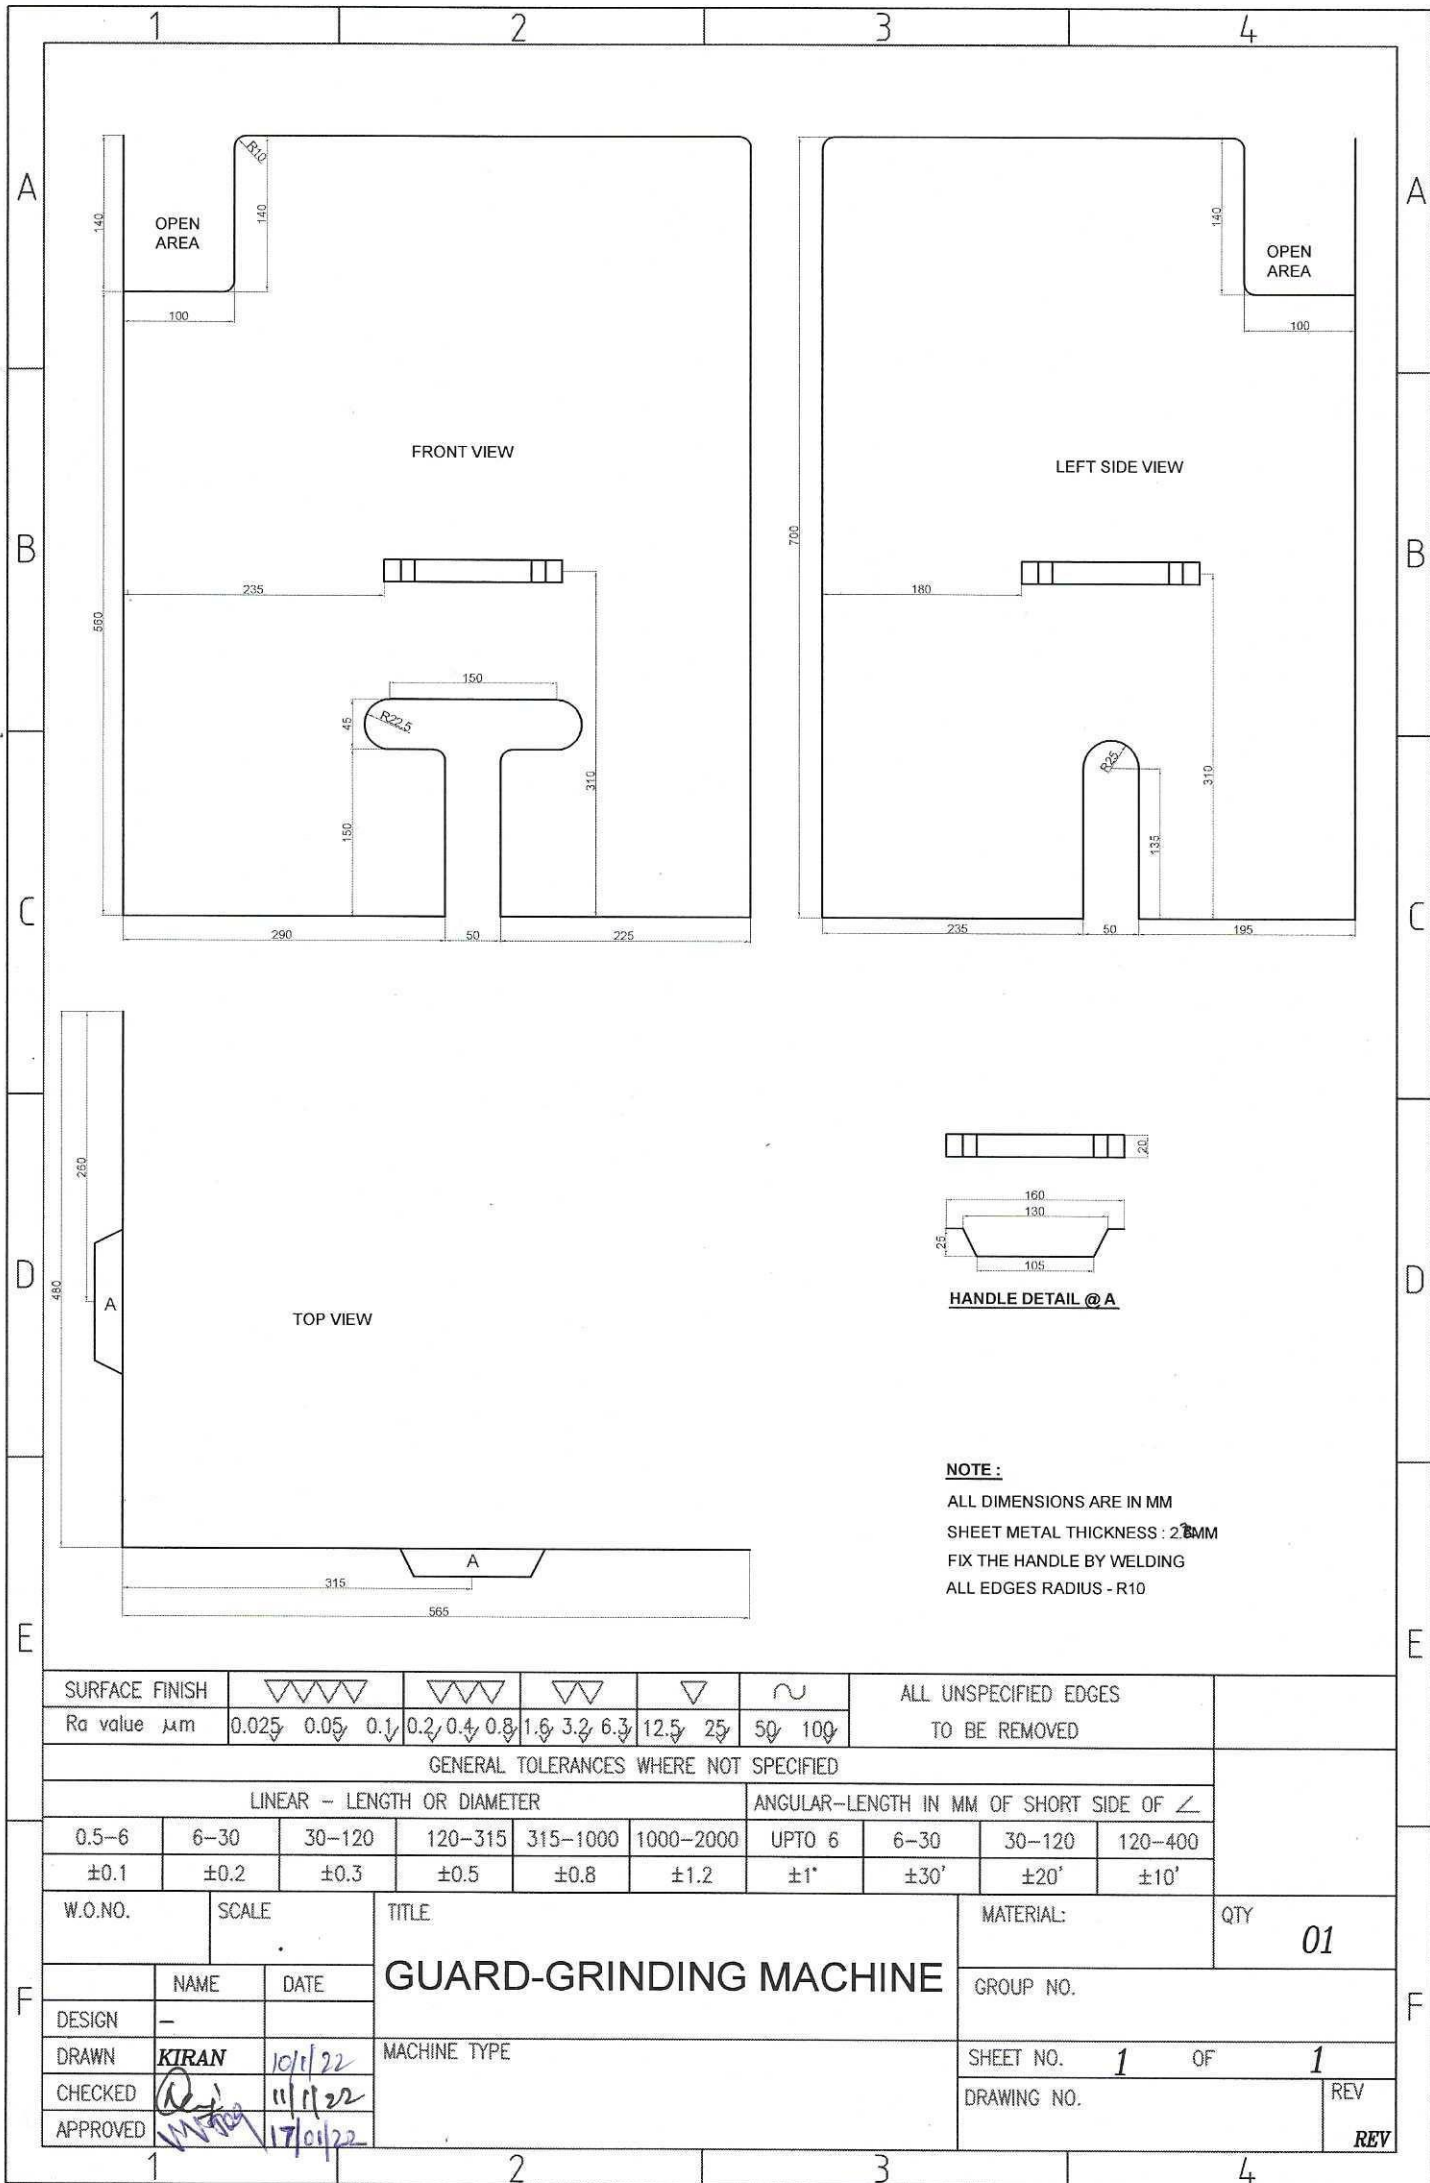 1 2 3 4
A A
R10
140
OPEN
AREA
140
100
140
OPEN
AREA
100
FRONT VIEW
LEFT SIDE VIEW
B B
700
235
180
560
150
45
R22.5
310
150
R25
310
135
C C
290 50 225
235 50 195
260
480
A
TOP VIEW
20
160
130
25
105
HANDLE DETAIL @ A
D D
NOTE :
ALL DIMENSIONS ARE IN MM
SHEET METAL THICKNESS : MM
FIX THE HANDLE BY WELDING
ALL EDGES RADIUS - R10
A
315
565
E E
SURFACE FINISH
ALL UNSPECIFIED EDGES
TO BE REMOVED
Ra value μm 0.025 0.05 0.1 0.2 0.4 0.8 1.6 3.2 6.3 12.5 25 50 100
GENERAL TOLERANCES WHERE NOT SPECIFIED
LINEAR - LENGTH OR DIAMETER ANGULAR-LENGTH IN MM OF SHORT SIDE OF ∠
0.5-6 6-30 30-120 120-315 315-1000 1000-2000 UPTO 6 6-30 30-120 120-400
±0.1 ±0.2 ±0.3 ±0.5 ±0.8 ±1.2 ±1° ±30' ±20' ±10'
W.O.NO. SCALE TITLE MATERIAL: QTY
01
GUARD-GRINDING MACHINE
NAME DATE GROUP NO.
F F
DESIGN -
DRAWN KIRAN 10/1/22 MACHINE TYPE SHEET NO. 1 OF 1
CHECKED 11/1/22 DRAWING NO. REV
APPROVED 17/01/22 REV
1 2 3 4